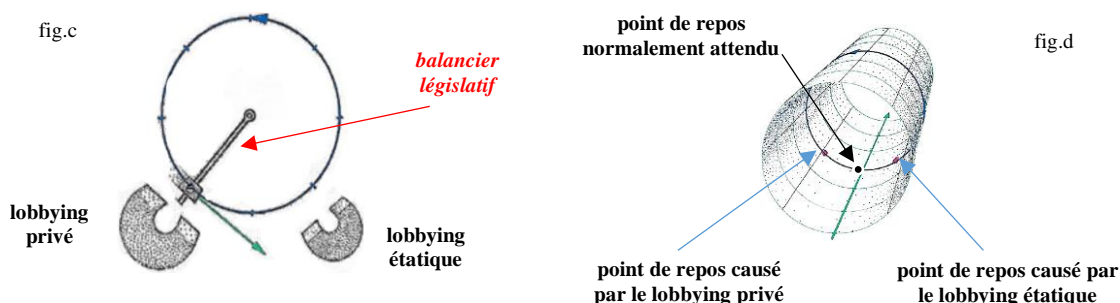 fig.c
balancier
législatif
lobbying
privé
lobbying
étatique
point de repos
normalement attendu
fig.d
point de repos causé
par le lobbying privé
point de repos causé par
le lobbying étatique